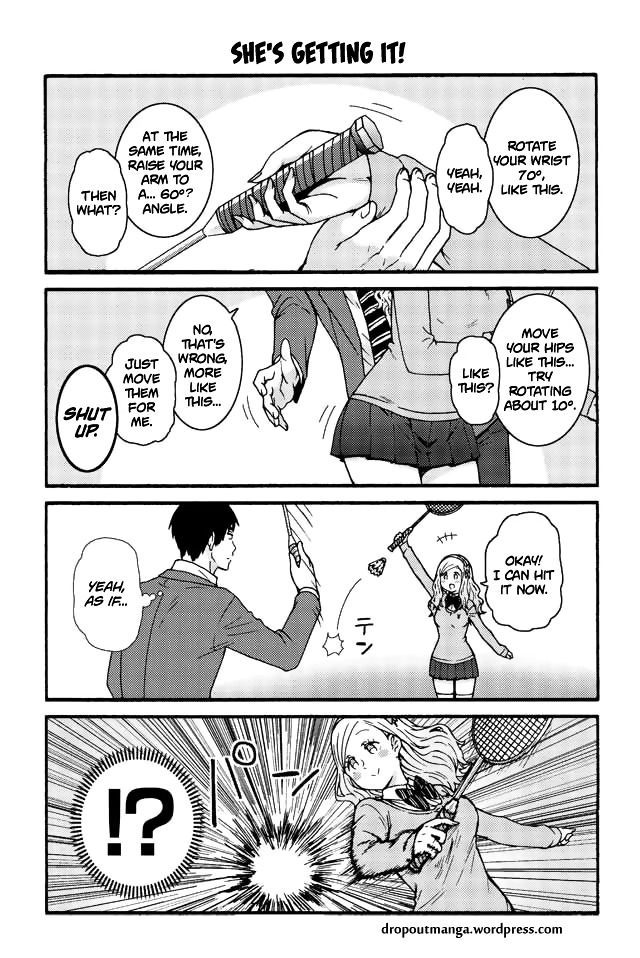 SHE'S GETTING IT!
ROTATE
YOUR WRIST
70°,
LIKE THIS.
YEAH,
YEAH.
AT THE
SAME TIME,
RAISE YOUR
ARM TO
A... 60°?
ANGLE.
THEN
WHAT?
MOVE
YOUR HIPS
LIKE THIS...
TRY
ROTATING
ABOUT 10°.
LIKE
THIS?
NO,
THAT'S
WRONG,
MORE
LIKE
THIS...
JUST
MOVE
THEM
FOR
ME.
SHUT
UP.
OKAY!
I CAN HIT
IT NOW.
テン
YEAH,
AS IF...
パーン
!?
dropoutmanga.wordpress.com